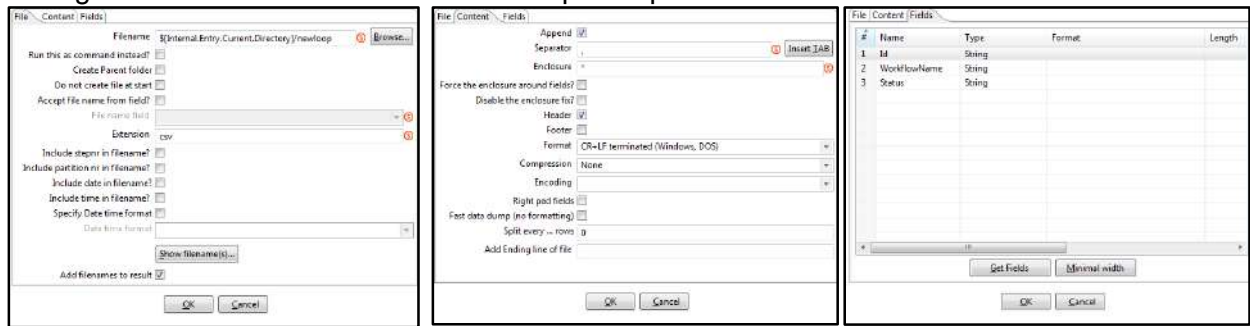 File Content Fields
Filename ${Internal.Entry.Current.Directory}/newloop Browse...
Run this as command instead?
Create Parent folder
Do not create file at start
Accept file name from field?
File name field
Extension csv
Include stepnr in filename?
Include partition nr in filename?
Include date in filename?
Include time in filename?
Specify Date time format
Date time format
Show filename(s)...
Add filenames to result
OK Cancel
File Content Fields
Append
Separator , Insert TAB
Enclosure "
Force the enclosure around fields?
Disable the enclosure fix?
Header
Footer
Format CR+LF terminated (Windows, DOS)
Compression None
Encoding
Right pad fields
Fast data dump (no formatting)
Split every ... rows 0
Add Ending line of file
OK Cancel
File Content Fields
# Name Type Format Length
1 Id String
2 WorkflowName String
3 Status String
Get Fields Minimal width
OK Cancel